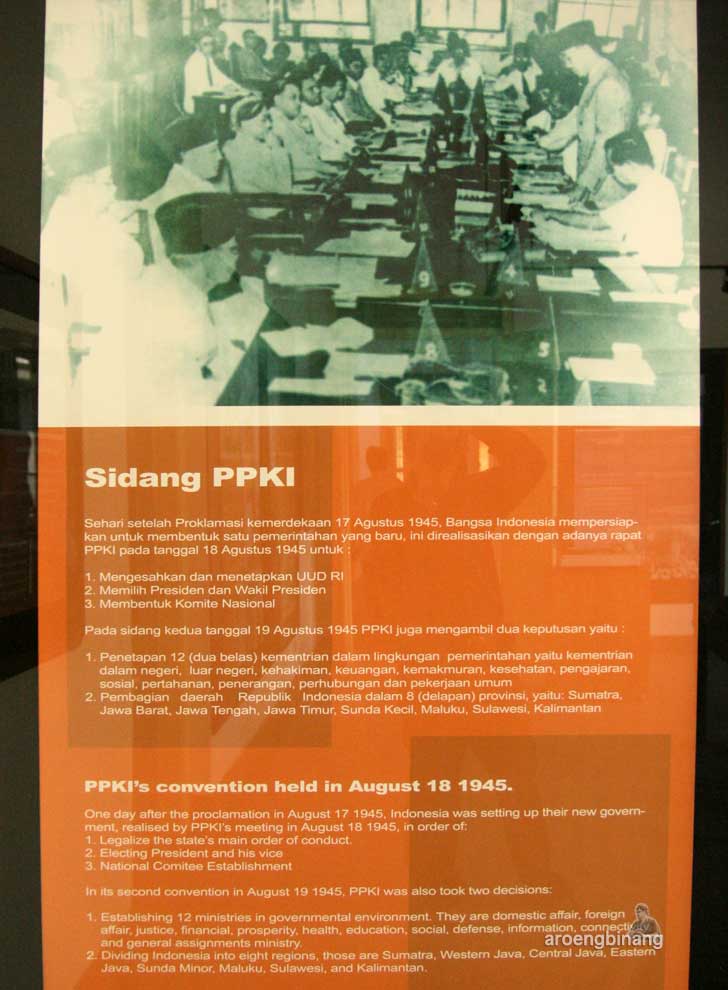 9
4
8
Sidang PPKI
Sehari setelah Proklamasi kemerdekaan 17 Agustus 1945, Bangsa Indonesia mempersiap-
kan untuk membentuk satu pemerintahan yang baru, ini direalisasikan dengan adanya rapat
PPKI pada tanggal 18 Agustus 1945 untuk :
1. Mengesahkan dan menetapkan UUD RI
2. Memilih Presiden dan Wakil Presiden
3. Membentuk Komite Nasional
Pada sidang kedua tanggal 19 Agustus 1945 PPKI juga mengambil dua keputusan yaitu :
1. Penetapan 12 (dua belas) kementrian dalam lingkungan pemerintahan yaitu kementrian
dalam negeri, luar negeri, kehakiman, keuangan, kemakmuran, kesehatan, pengajaran,
sosial, pertahanan, penerangan, perhubungan dan pekerjaan umum
2. Pembagian daerah Republik Indonesia dalam 8 (delapan) provinsi, yaitu: Sumatra,
Jawa Barat, Jawa Tengah, Jawa Timur, Sunda Kecil, Maluku, Sulawesi, Kalimantan
PPKI's convention held in August 18 1945.
One day after the proclamation in August 17 1945, Indonesia was setting up their new govern-
ment, realised by PPKI's meeting in August 18 1945, in order of:
1. Legalize the state's main order of conduct.
2. Electing President and his vice
3. National Comitee Establishment
In its second convention in August 19 1945, PPKI was also took two decisions:
1. Establishing 12 ministries in governmental environment. They are domestic affair, foreign
affair, justice, financial, prosperity, health, education, social, defense, information, connectivity
and general assignments ministry.
2. Dividing Indonesia into eight regions, those are Sumatra, Western Java, Central Java, Eastern
Java, Sunda Minor, Maluku, Sulawesi, and Kalimantan.
aroengbinang